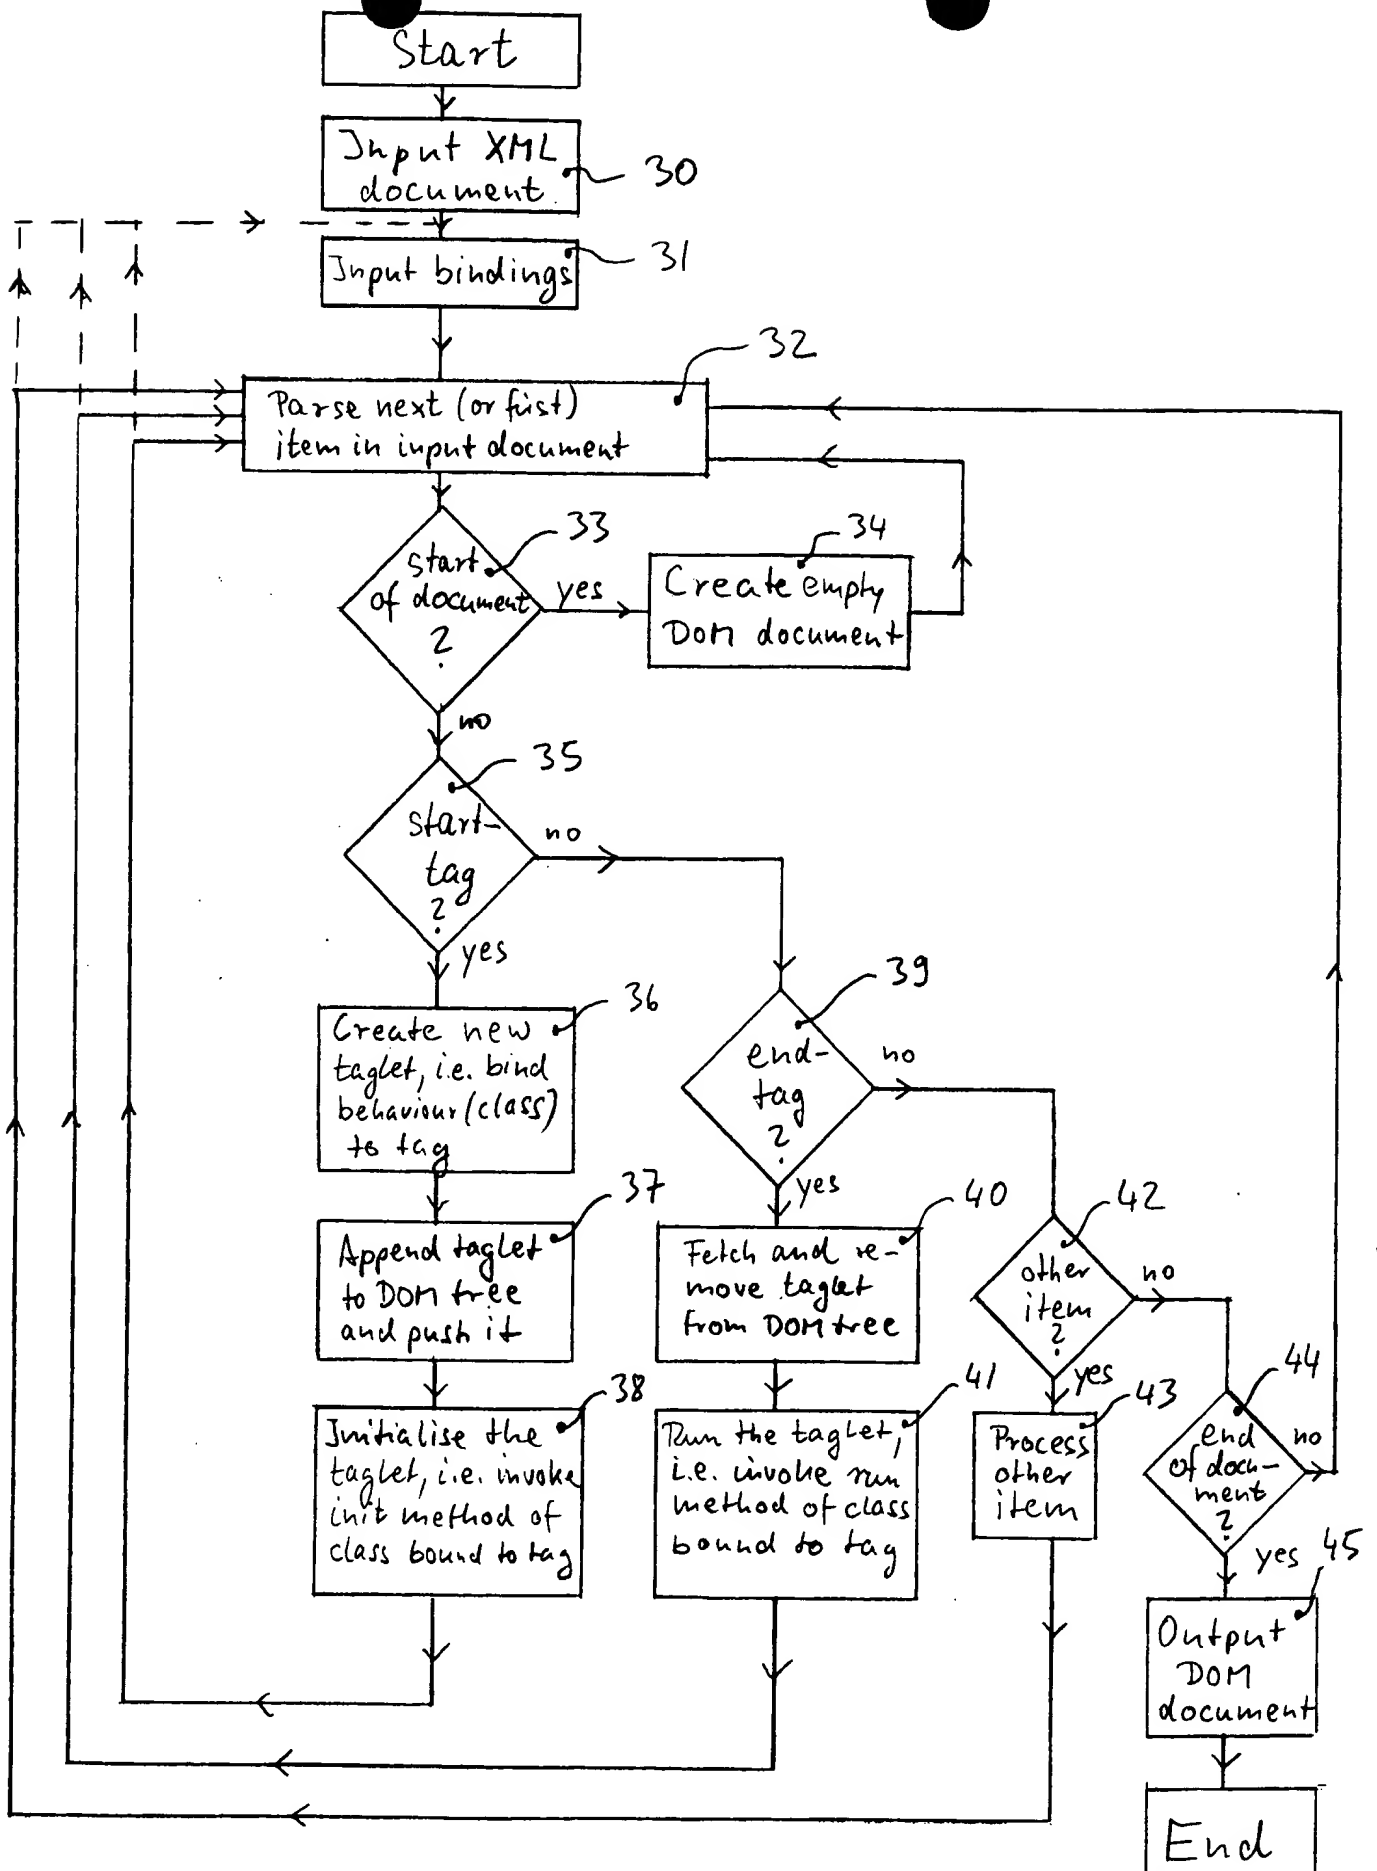 Start
Input XML
document
30
Input bindings
31
32
Parse next (or first)
item in input document
33
start
of document
?
yes
34
Create empty
DOM document
no
35
start-
tag
?
no
yes
36
Create new
taglet, i.e. bind
behaviour (class)
to tag
39
end-
tag
?
no
yes
37
Append taglet
to DOM tree
and push it
40
Fetch and re-
move taglet
from DOM tree
42
other
item
?
no
yes
38
Initialise the
taglet, i.e. invoke
init method of
class bound to tag
41
Run the taglet,
i.e. invoke run
method of class
bound to tag
43
Process
other
item
44
end
of docu-
ment
?
no
yes
45
Output
DOM
document
End